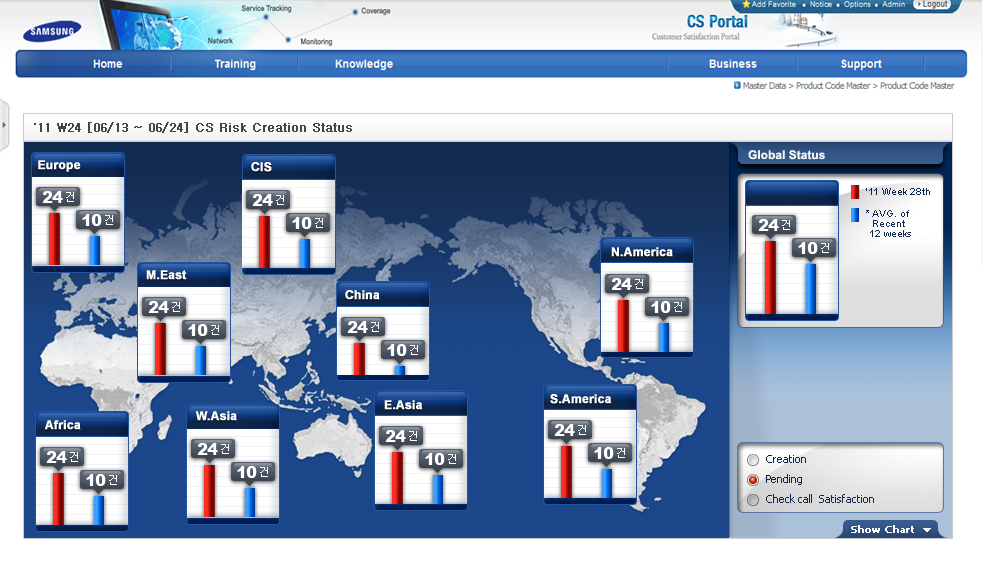 SAMSUNG
Service Tracking
Coverage
Network
Monitoring
Add Favorite • Notice • Options • Admin
Logout
CS Portal
Customer Satisfaction Portal
Home
Training
Knowledge
Business
Support
Master Data > Product Code Master > Product Code Master
'11 W24 [06/13 ~ 06/24] CS Risk Creation Status
Europe
24건
10건
CIS
24건
10건
M.East
24건
10건
China
24건
10건
N.America
24건
10건
Africa
24건
10건
W.Asia
24건
10건
E.Asia
24건
10건
S.America
24건
10건
Global Status
24건
10건
'11 Week 28th
* AVG. of
Recent
12 weeks
Creation
Pending
Check call Satisfaction
Show Chart